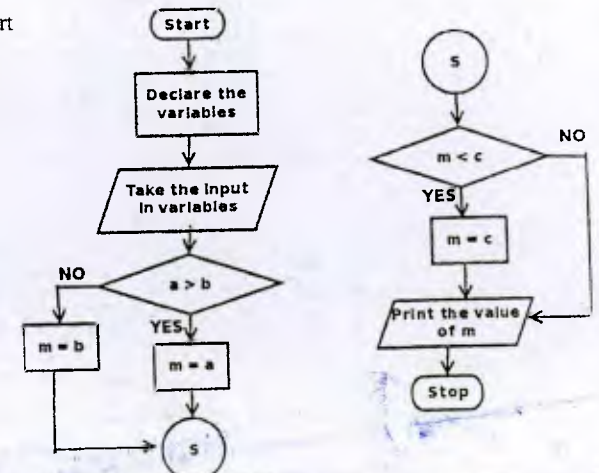 rt
Start
Declare the
variables
Take the Input
in variables
a > b
NO
YES
m = b
m = a
S
S
m < c
NO
YES
m = c
Print the value
of m
Stop